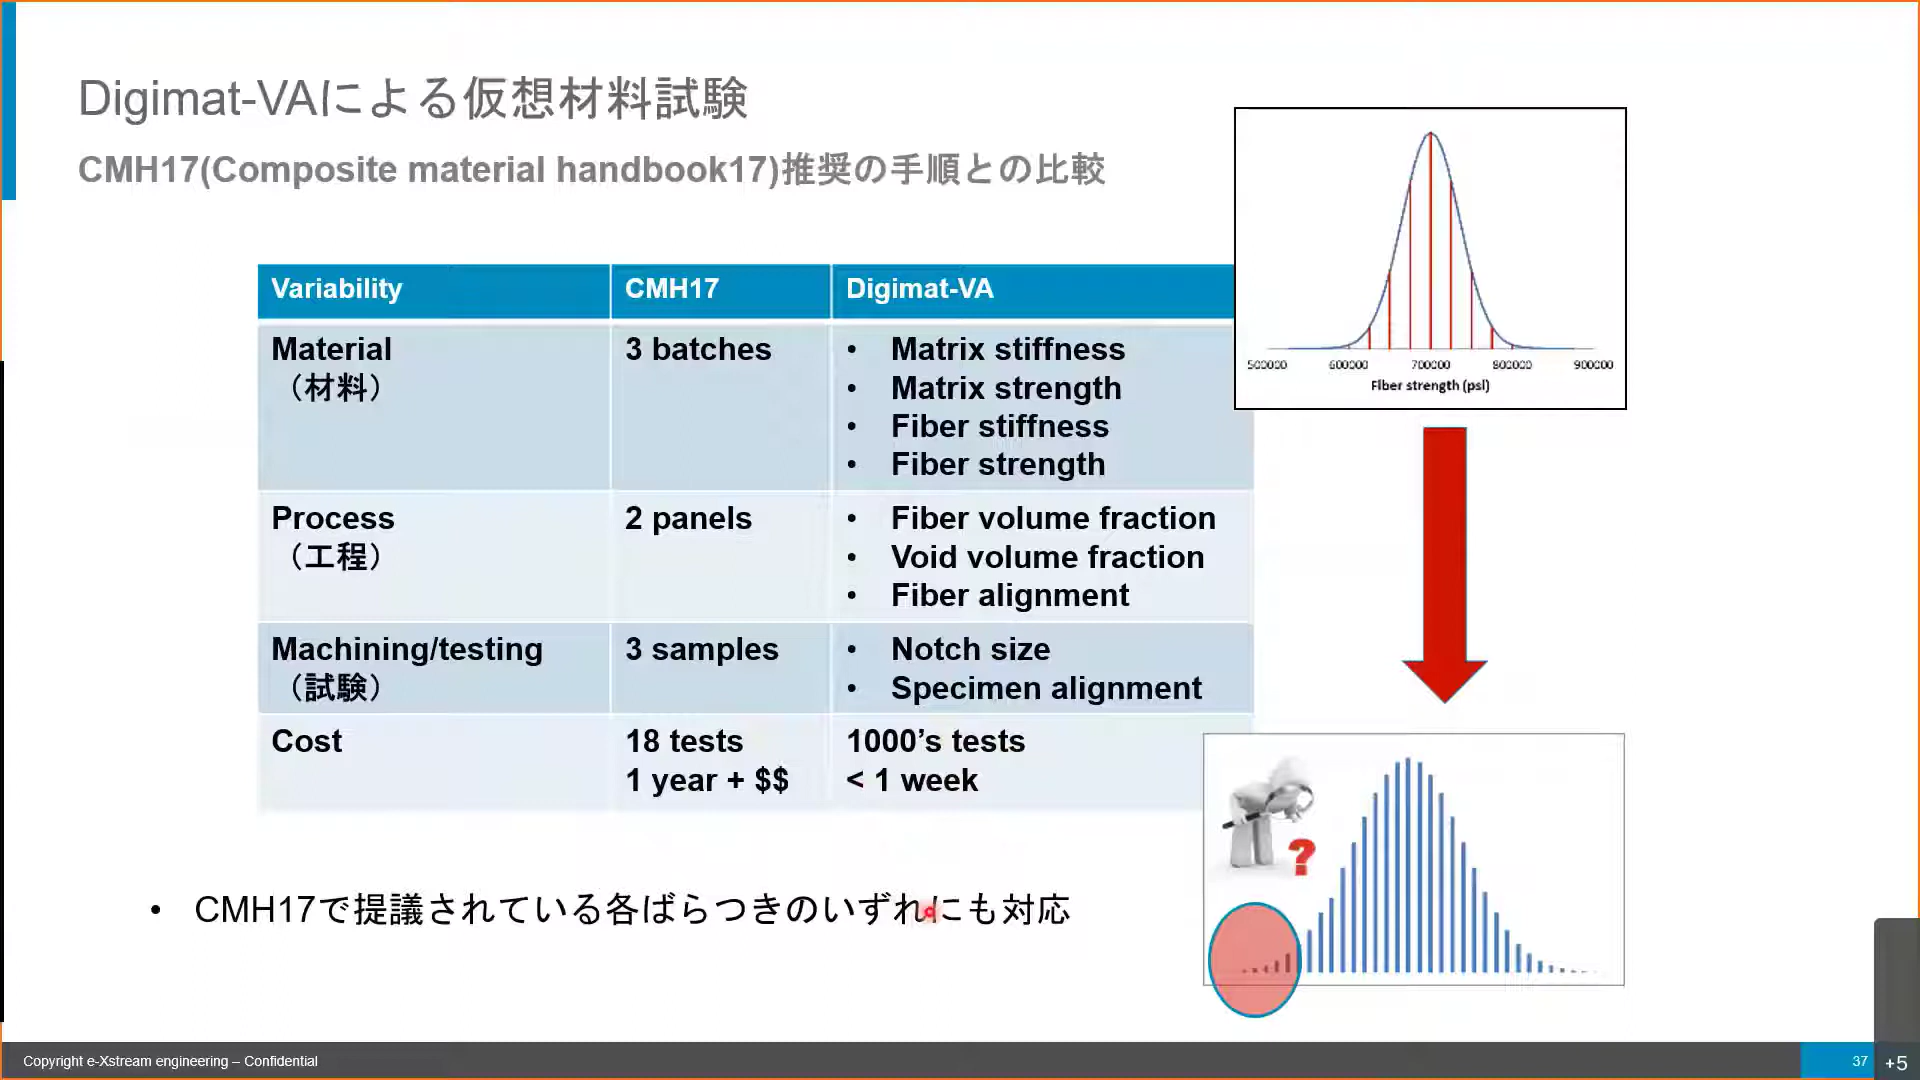 Digimat-VAによる仮想材料試験
CMH17(Composite material handbook17)推奨の手順との比較
Variability CMH17 Digimat-VA
Material 3 batches • Matrix stiffness
（材料） • Matrix strength
• Fiber stiffness
• Fiber strength
Process 2 panels • Fiber volume fraction
（工程） • Void volume fraction
• Fiber alignment
Machining/testing 3 samples • Notch size
（試験） • Specimen alignment
Cost 18 tests 1000’s tests
1 year + $$ < 1 week
500000 600000 700000 800000 900000
Fiber strength (psi)
?
• CMH17で提議されている各ばらつきのいずれにも対応
Copyright e-Xstream engineering – Confidential
37
+5